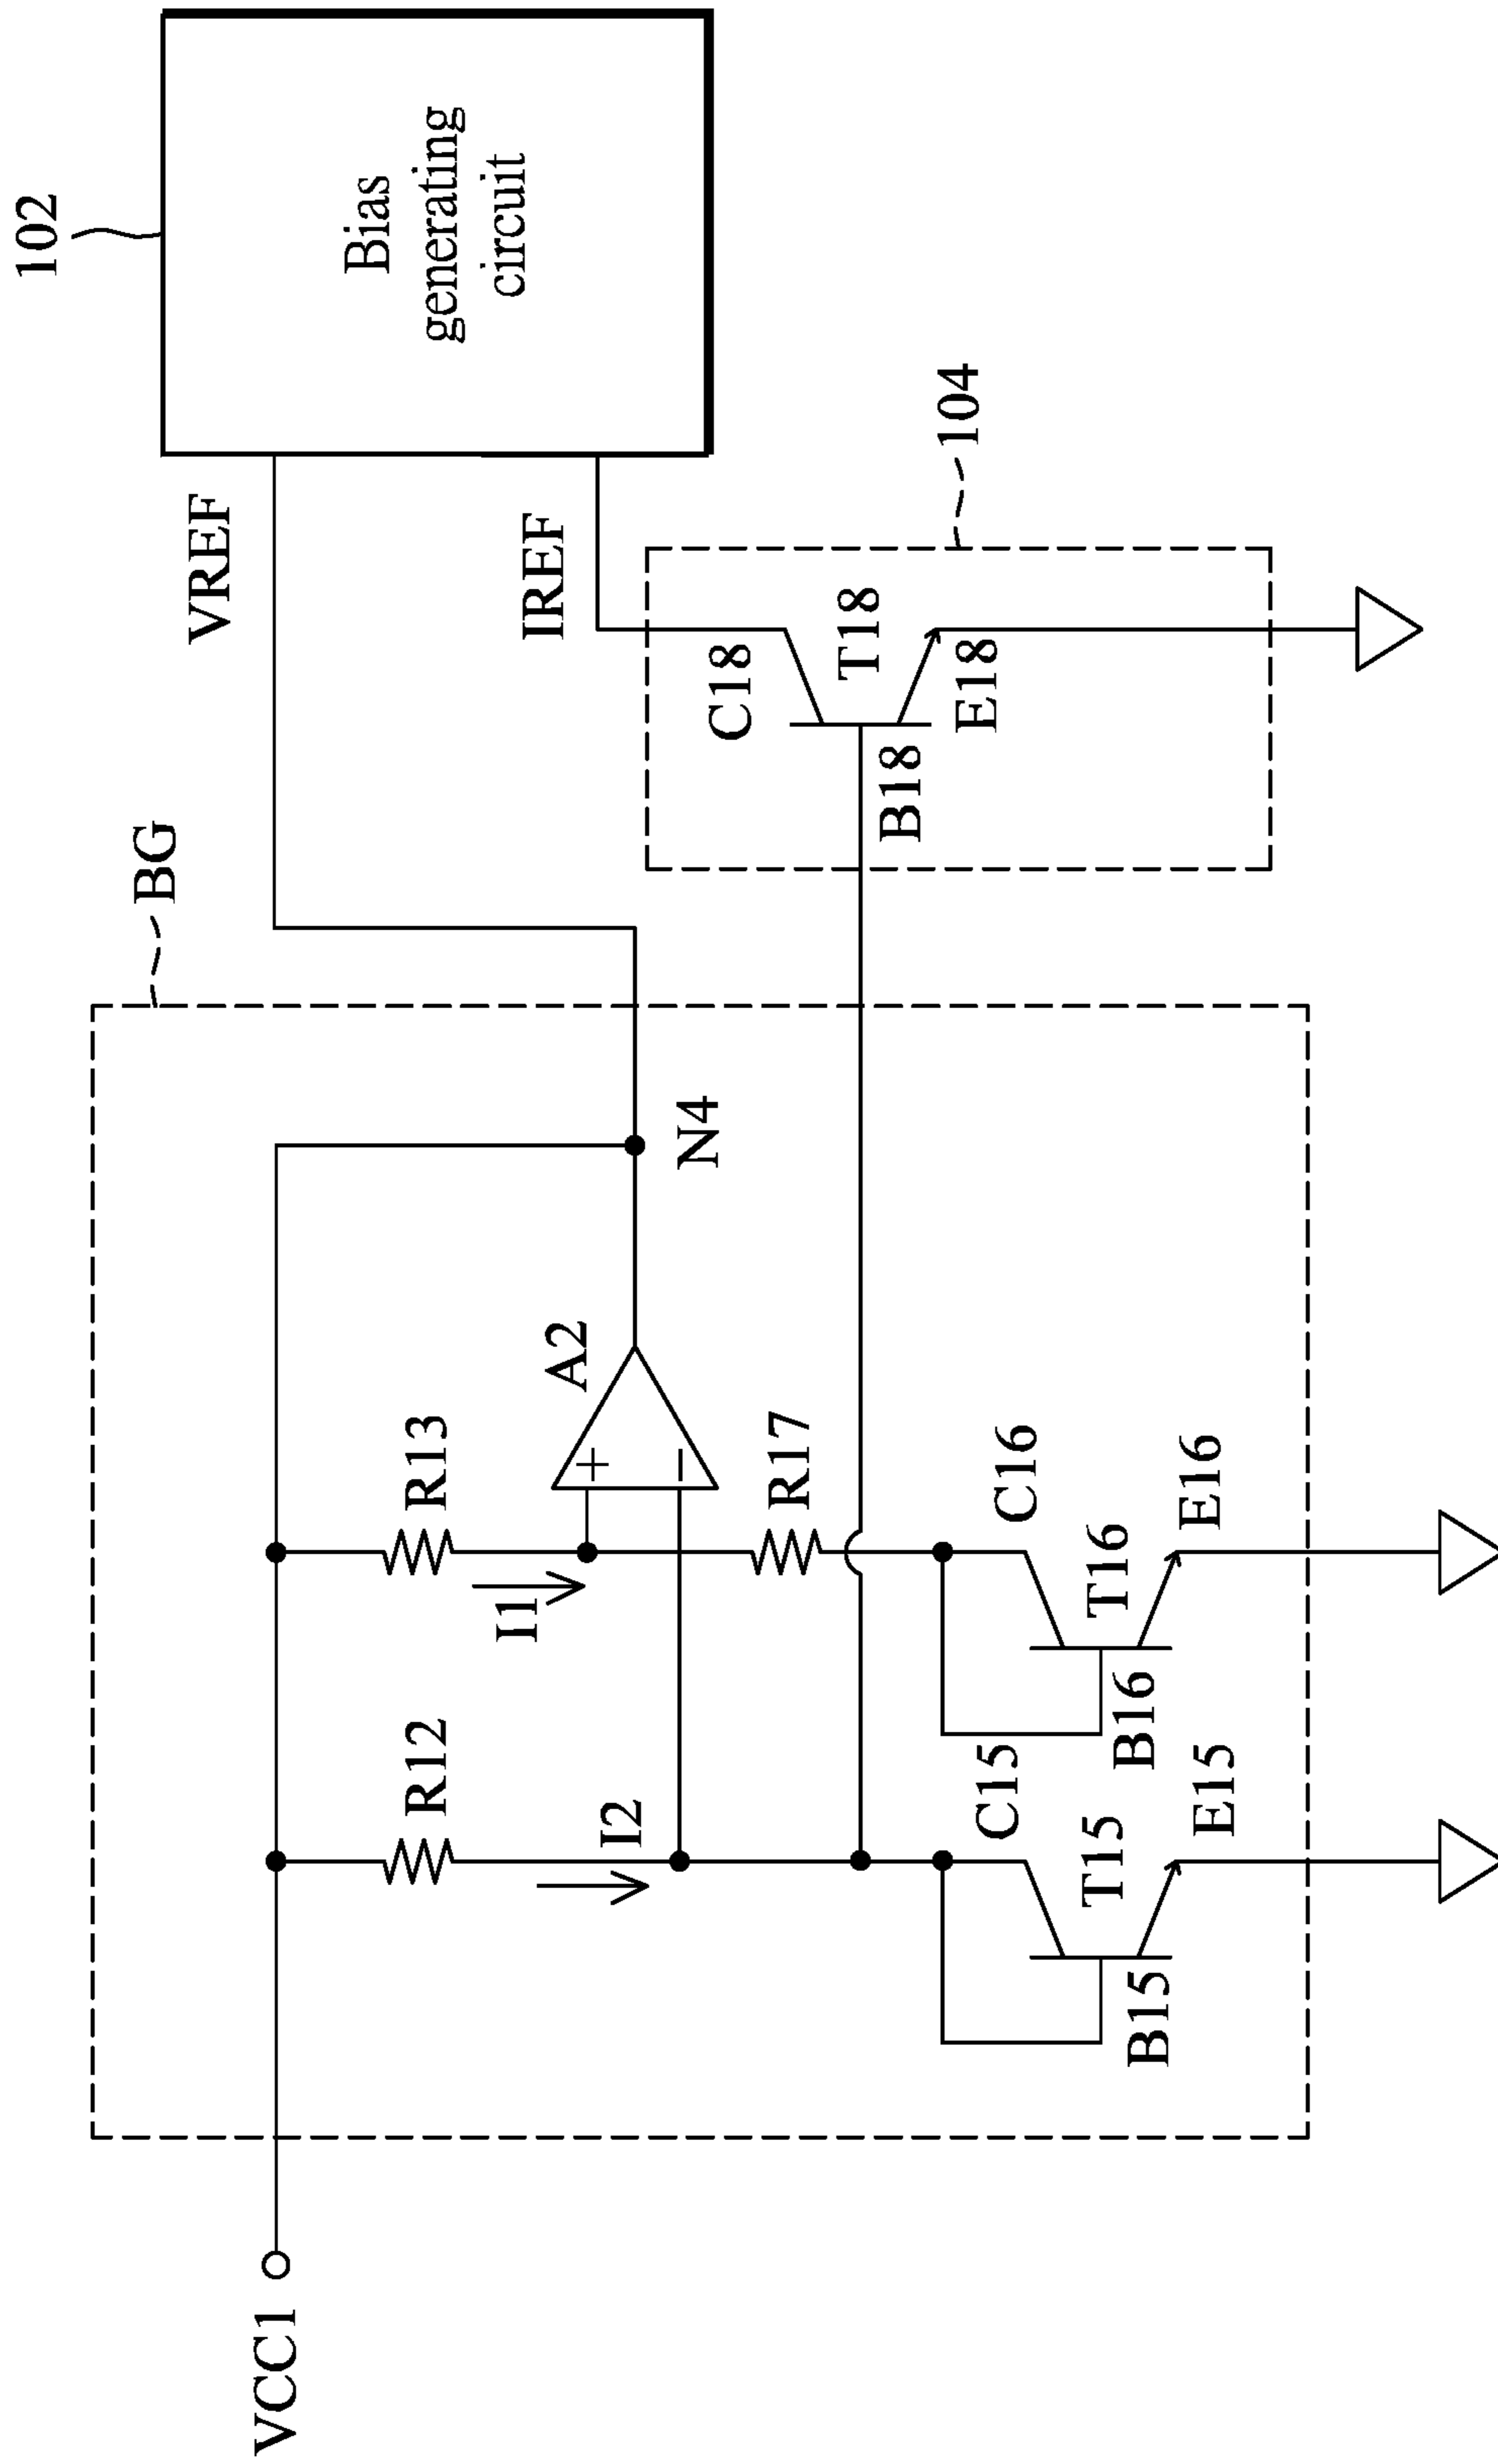 102
Bias
generating
circuit
VREF
IREF
BG
104
VCC1
R12
R13
A2
+
−
N4
I1
I2
R17
C18
T18
B18
E18
C15
T15
B15
E15
C16
T16
B16
E16